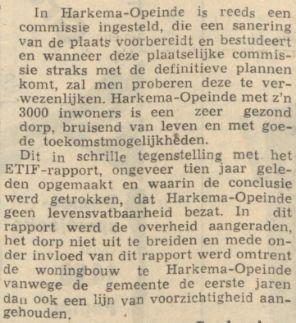 In Harkema-Opeinde is reeds een
commissie ingesteld, die een sanering
van de plaats voorbereidt en bestudeert
en wanneer deze plaatselijke commis-
sie straks met de definitieve plannen
komt, zal men proberen deze te ver-
wezenlijken. Harkema-Opeinde met z'n
3000 inwoners is een zeer gezond
dorp, bruisend van leven en met goe-
de toekomstmogelijkheden.
Dit in schrille tegenstelling met het
ETIF-rapport, ongeveer tien jaar gele-
den opgemaakt en waarin de conclusie
werd getrokken, dat Harkema-Opeinde
geen levensvatbaarheid bezat. In dit
rapport werd de overheid aangeraden,
het dorp niet uit te breiden en mede on-
der invloed van dit rapport werd omtrent
de woningbouw te Harkema-Opeinde
vanwege de gemeente de eerste jaren
dan ook een lijn van voorzichtigheid aan-
gehouden.